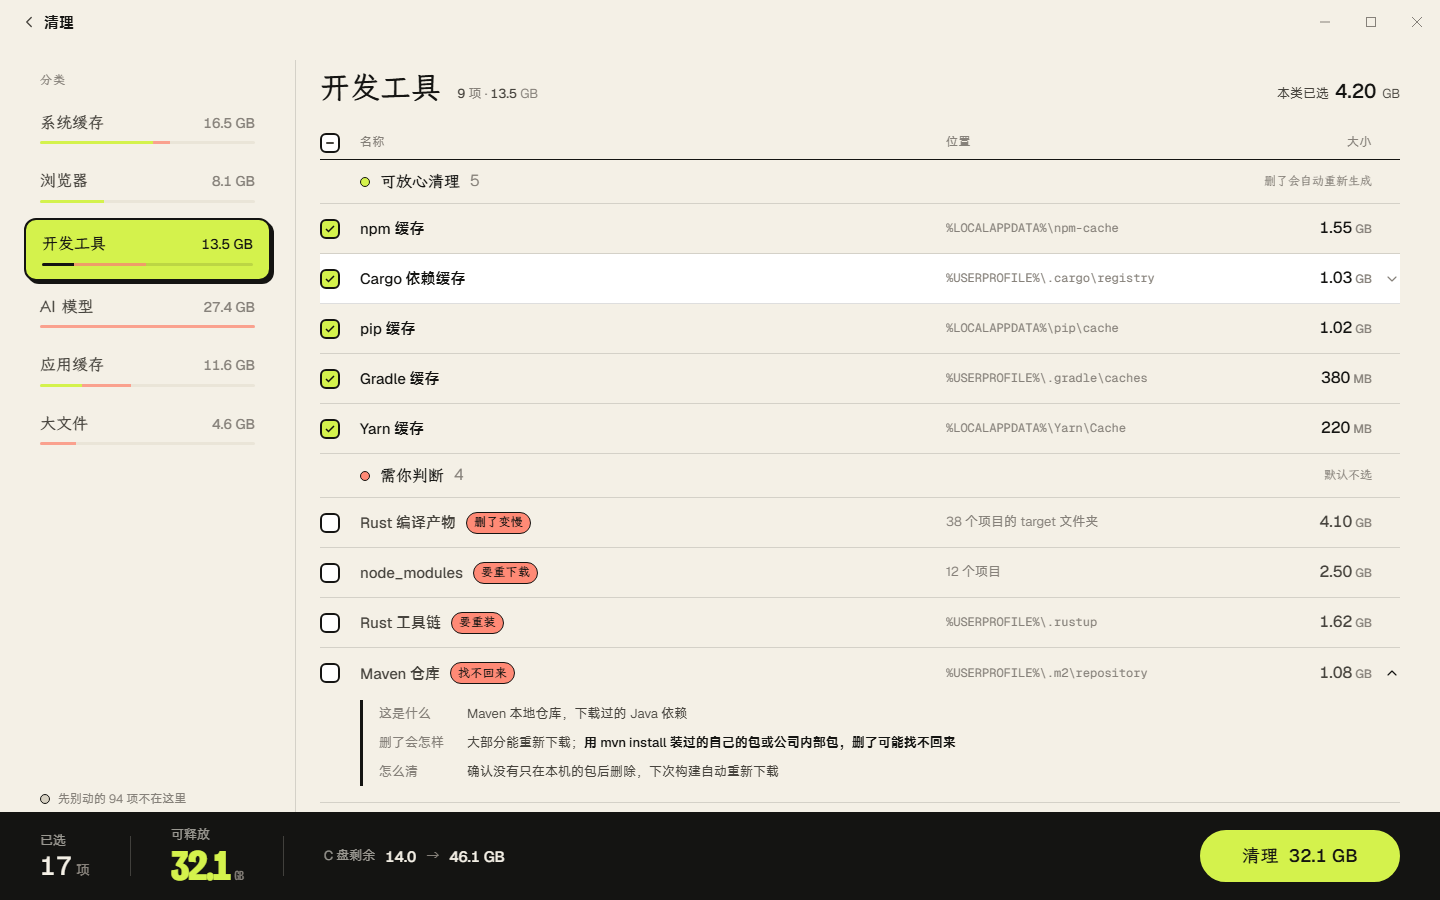 清理
分类
系统缓存 16.5 GB
浏览器 8.1 GB
开发工具 13.5 GB
AI 模型 27.4 GB
应用缓存 11.6 GB
大文件 4.6 GB
先别动的 94 项不在这里
开发工具 9 项 · 13.5 GB 本类已选 4.20 GB
名称 位置 大小
可放心清理 5 删了会自动重新生成
npm 缓存 %LOCALAPPDATA%\npm-cache 1.55 GB
Cargo 依赖缓存 %USERPROFILE%\.cargo\registry 1.03 GB
pip 缓存 %LOCALAPPDATA%\pip\cache 1.02 GB
Gradle 缓存 %USERPROFILE%\.gradle\caches 380 MB
Yarn 缓存 %LOCALAPPDATA%\Yarn\Cache 220 MB
需你判断 4 默认不选
Rust 编译产物 删了变慢 38 个项目的 target 文件夹 4.10 GB
node_modules 要重下载 12 个项目 2.50 GB
Rust 工具链 要重装 %USERPROFILE%\.rustup 1.62 GB
Maven 仓库 找不回来 %USERPROFILE%\.m2\repository 1.08 GB
这是什么 Maven 本地仓库，下载过的 Java 依赖
删了会怎样 大部分能重新下载；用 mvn install 装过的自己的包或公司内部包，删了可能找不回来
怎么清 确认没有只在本机的包后删除，下次构建自动重新下载
已选 17 项
可释放 32.1 GB
C 盘剩余 14.0 → 46.1 GB
清理 32.1 GB